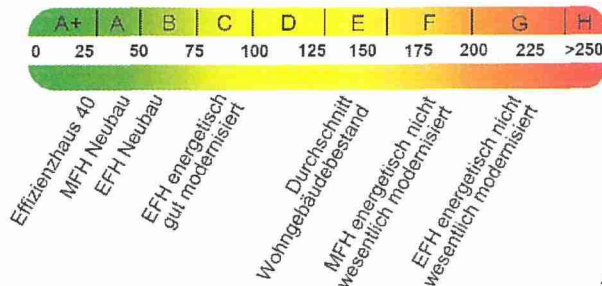 A+ A B C D E F G H
0 25 50 75 100 125 150 175 200 225 >250
Effizienzhaus 40
MFH Neubau
EFH Neubau
EFH energetisch
gut modernisiert
Durchschnitt
Wohngebäudebestand
MFH energetisch nicht
wesentlich modernisiert
EFH energetisch nicht
wesentlich modernisiert